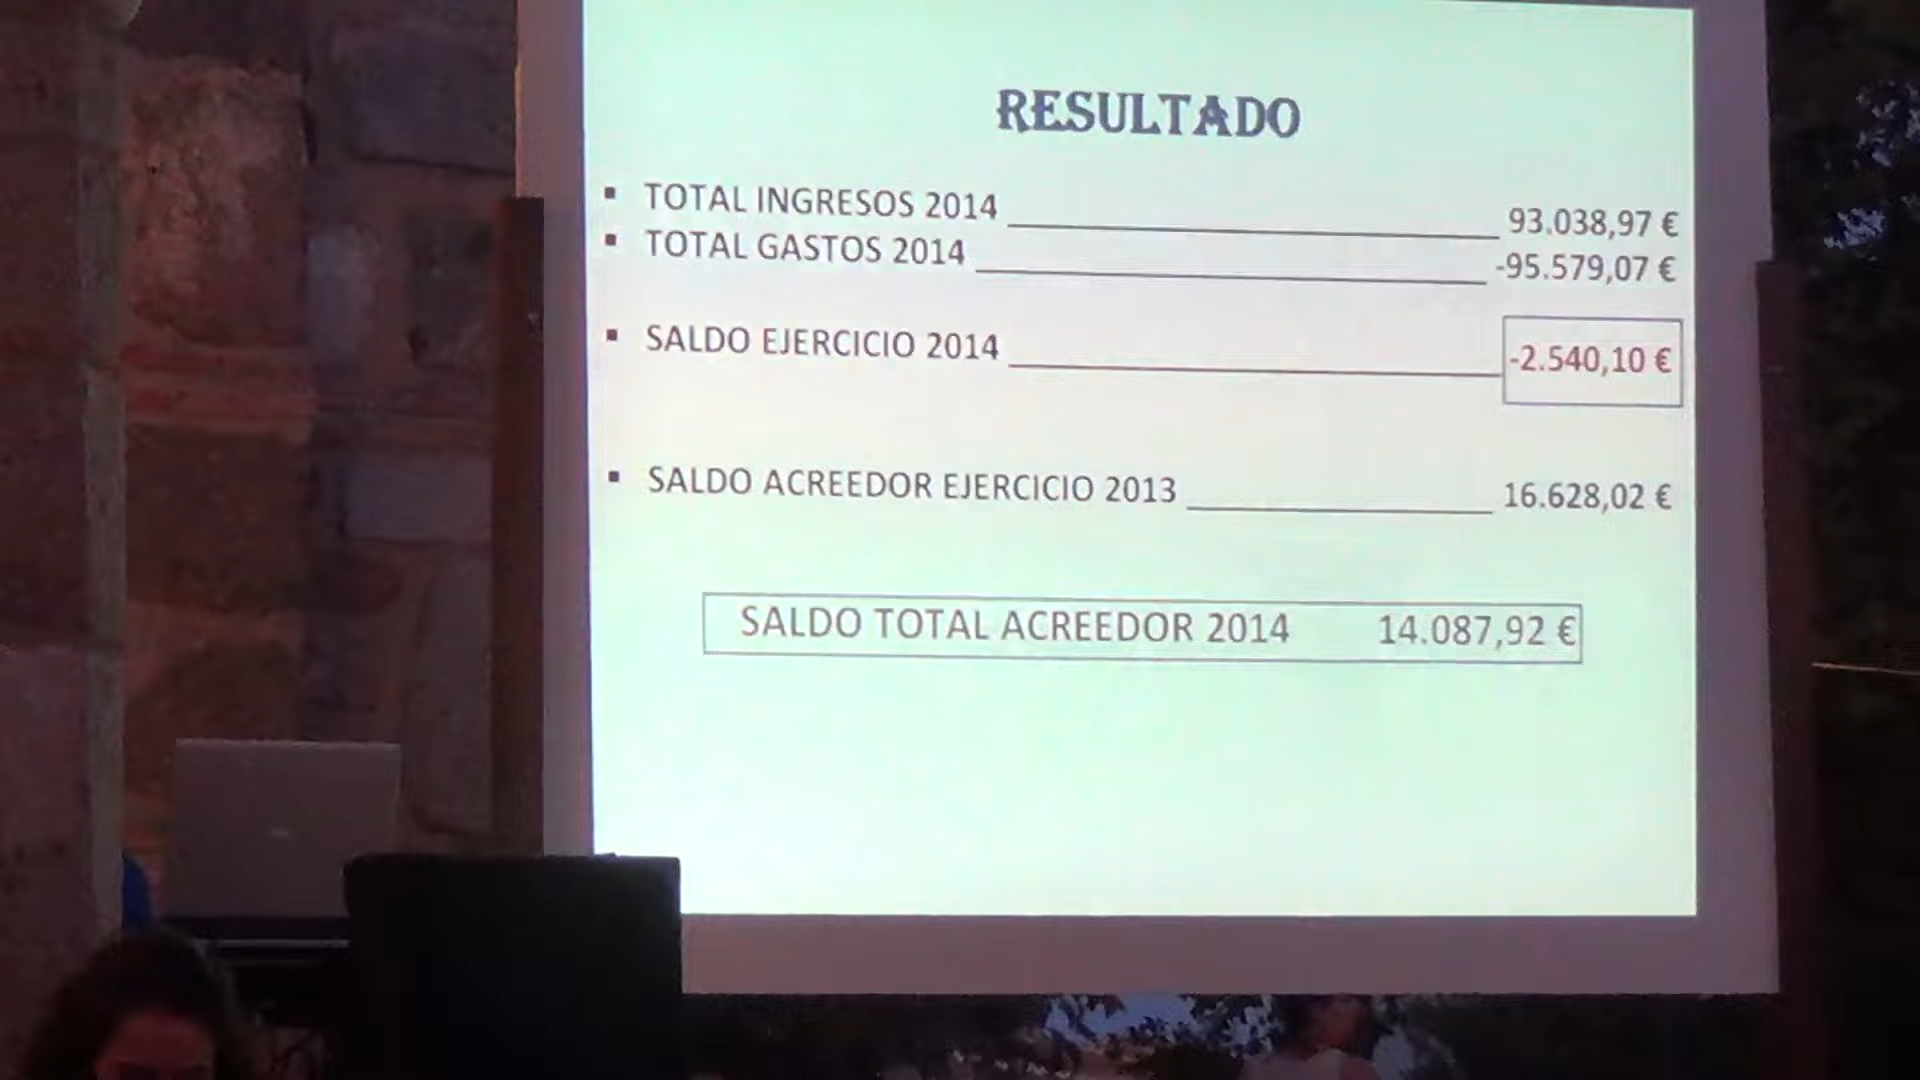 RESULTADO
▪ TOTAL INGRESOS 2014 93.038,97 €
▪ TOTAL GASTOS 2014 -95.579,07 €
▪ SALDO EJERCICIO 2014 -2.540,10 €
▪ SALDO ACREEDOR EJERCICIO 2013 16.628,02 €
SALDO TOTAL ACREEDOR 2014 14.087,92 €